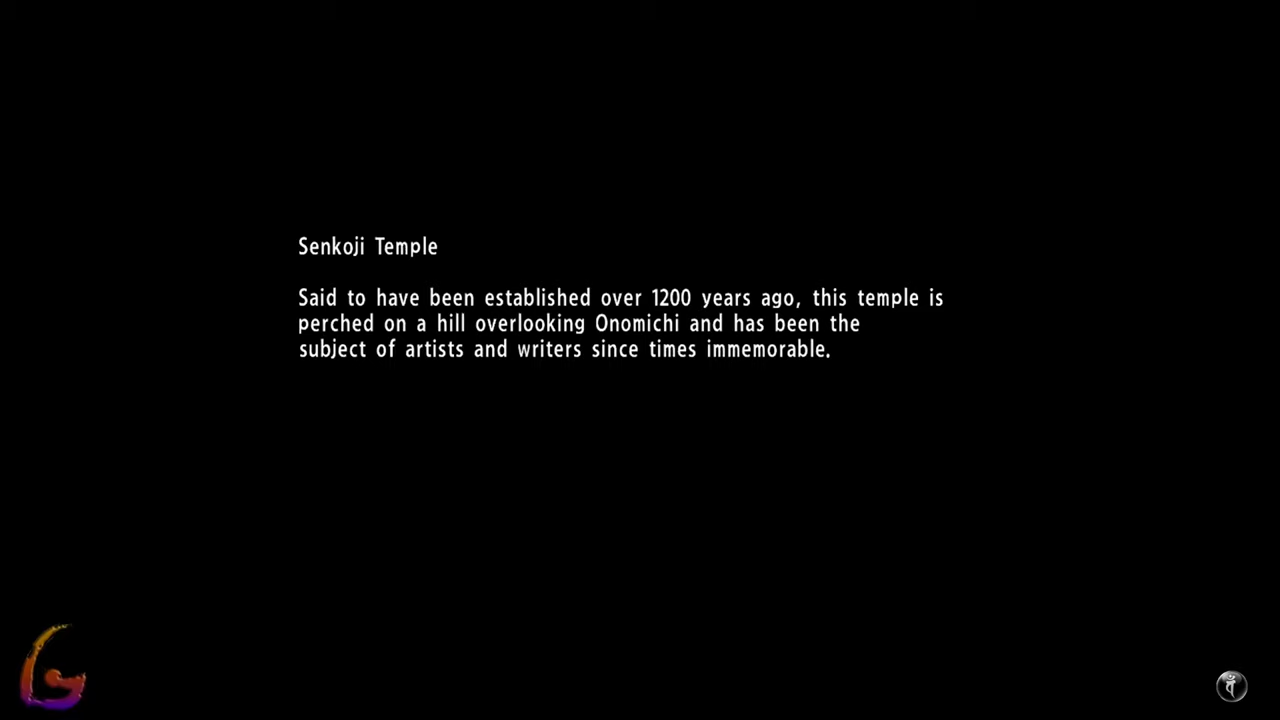 Senkoji Temple
Said to have been established over 1200 years ago, this temple is
perched on a hill overlooking Onomichi and has been the
subject of artists and writers since times immemorable.